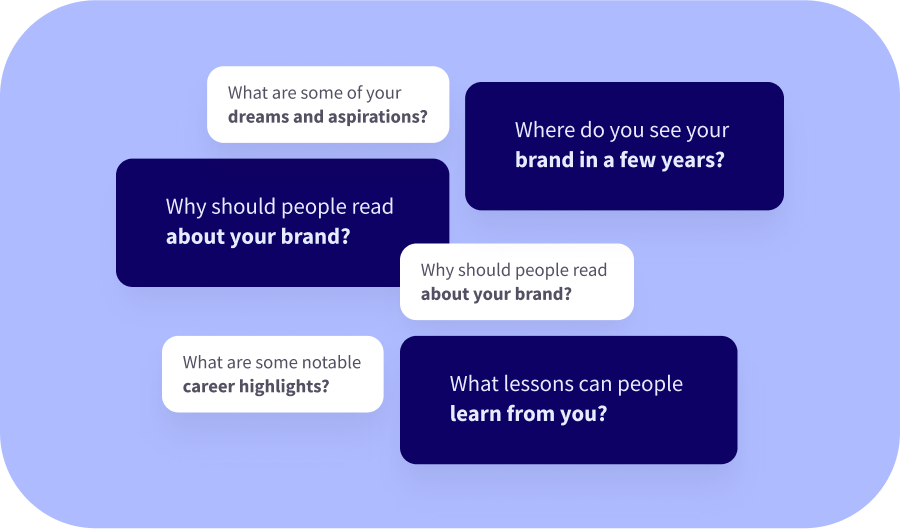 What are some of your
dreams and aspirations?
Where do you see your
brand in a few years?
Why should people read
about your brand?
Why should people read
about your brand?
What are some notable
career highlights?
What lessons can people
learn from you?